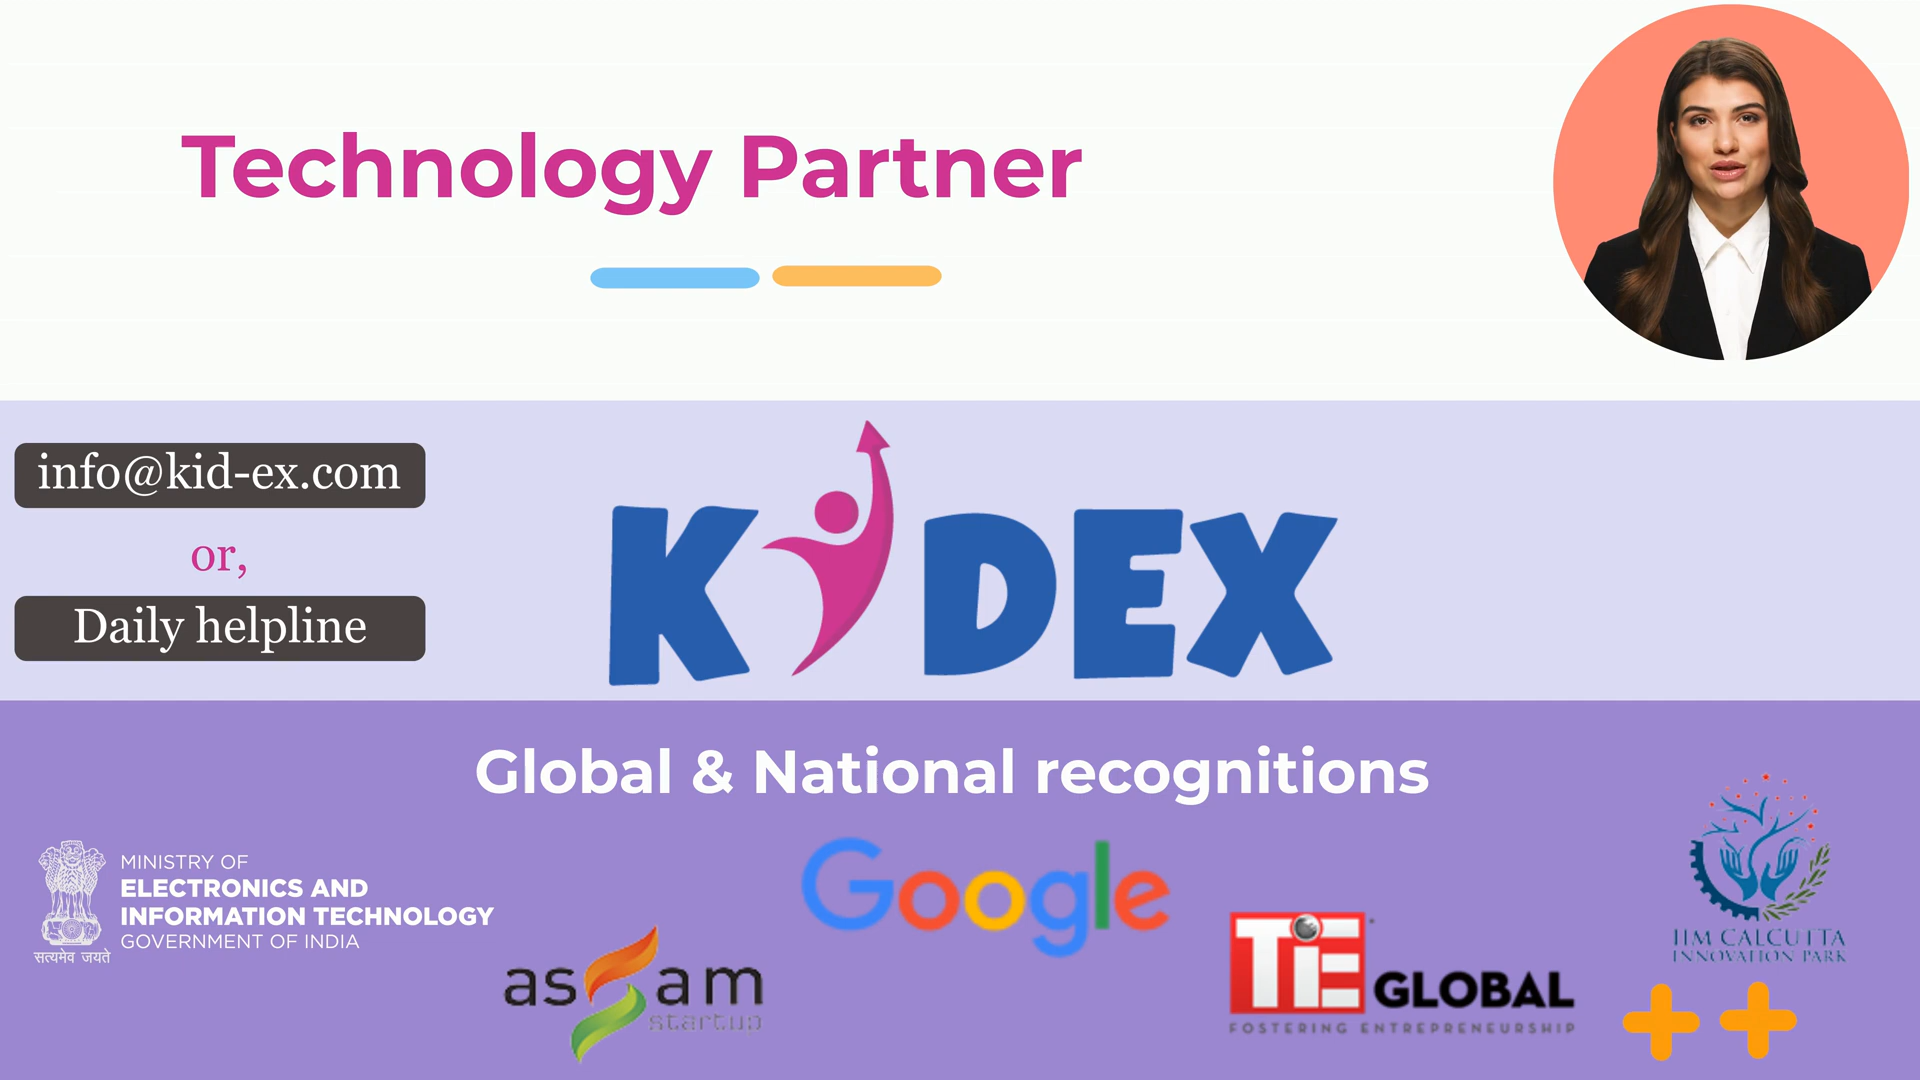 Technology Partner
info@kid-ex.com
or,
Daily helpline
KIDEX
Global & National recognitions
MINISTRY OF
ELECTRONICS AND
INFORMATION TECHNOLOGY
GOVERNMENT OF INDIA
सत्यमेव जयते
assam
startup
Google
TiE GLOBAL
FOSTERING ENTREPRENEURSHIP
IIM CALCUTTA
INNOVATION PARK
++